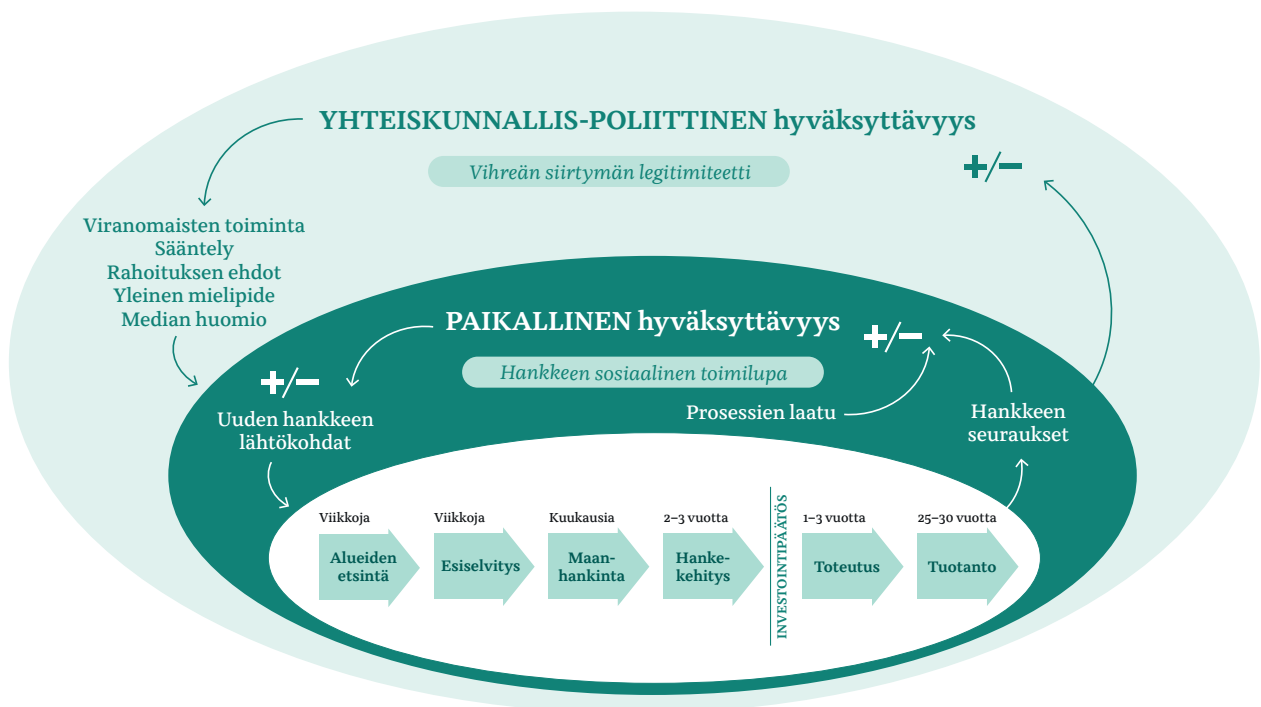 YHTEISKUNNALLIS-POLIITTINEN hyväksyttävyys
Vihreän siirtymän legitimiteetti
+/−
Viranomaisten toiminta
Sääntely
Rahoituksen ehdot
Yleinen mielipide
Median huomio
PAIKALLINEN hyväksyttävyys
+/−
Hankkeen sosiaalinen toimilupa
+/−
Uuden hankkeen
lähtökohdat
Prosessien laatu
Hankkeen
seuraukset
Viikkoja
Alueiden
etsintä
Viikkoja
Esiselvitys
Kuukausia
Maan-
hankinta
2–3 vuotta
Hanke-
kehitys
INVESTOINTIPÄÄTÖS
1–3 vuotta
Toteutus
25–30 vuotta
Tuotanto